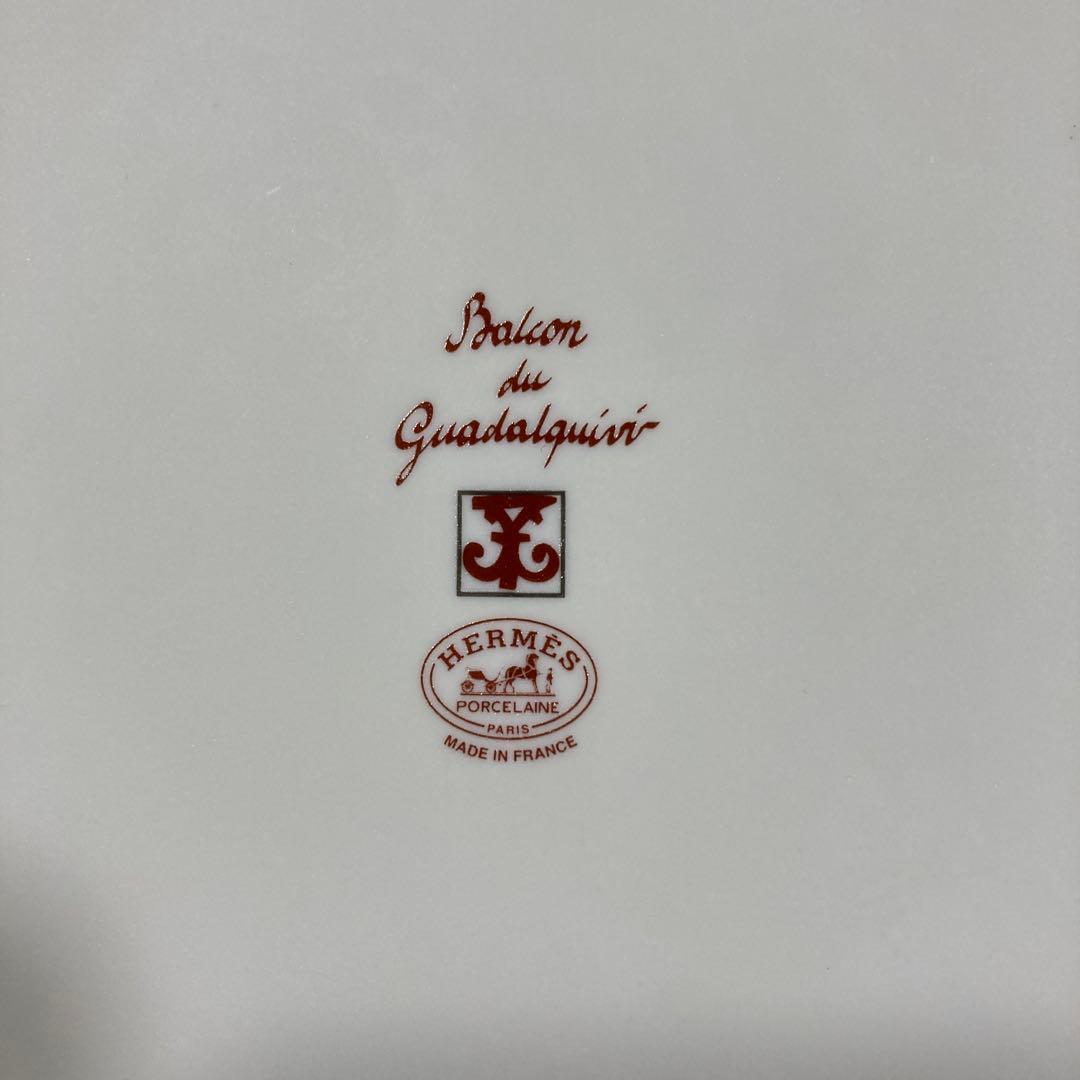 Balcon
du
Guadalquivir
HERMÈS
PORCELAINE
PARIS
MADE IN FRANCE